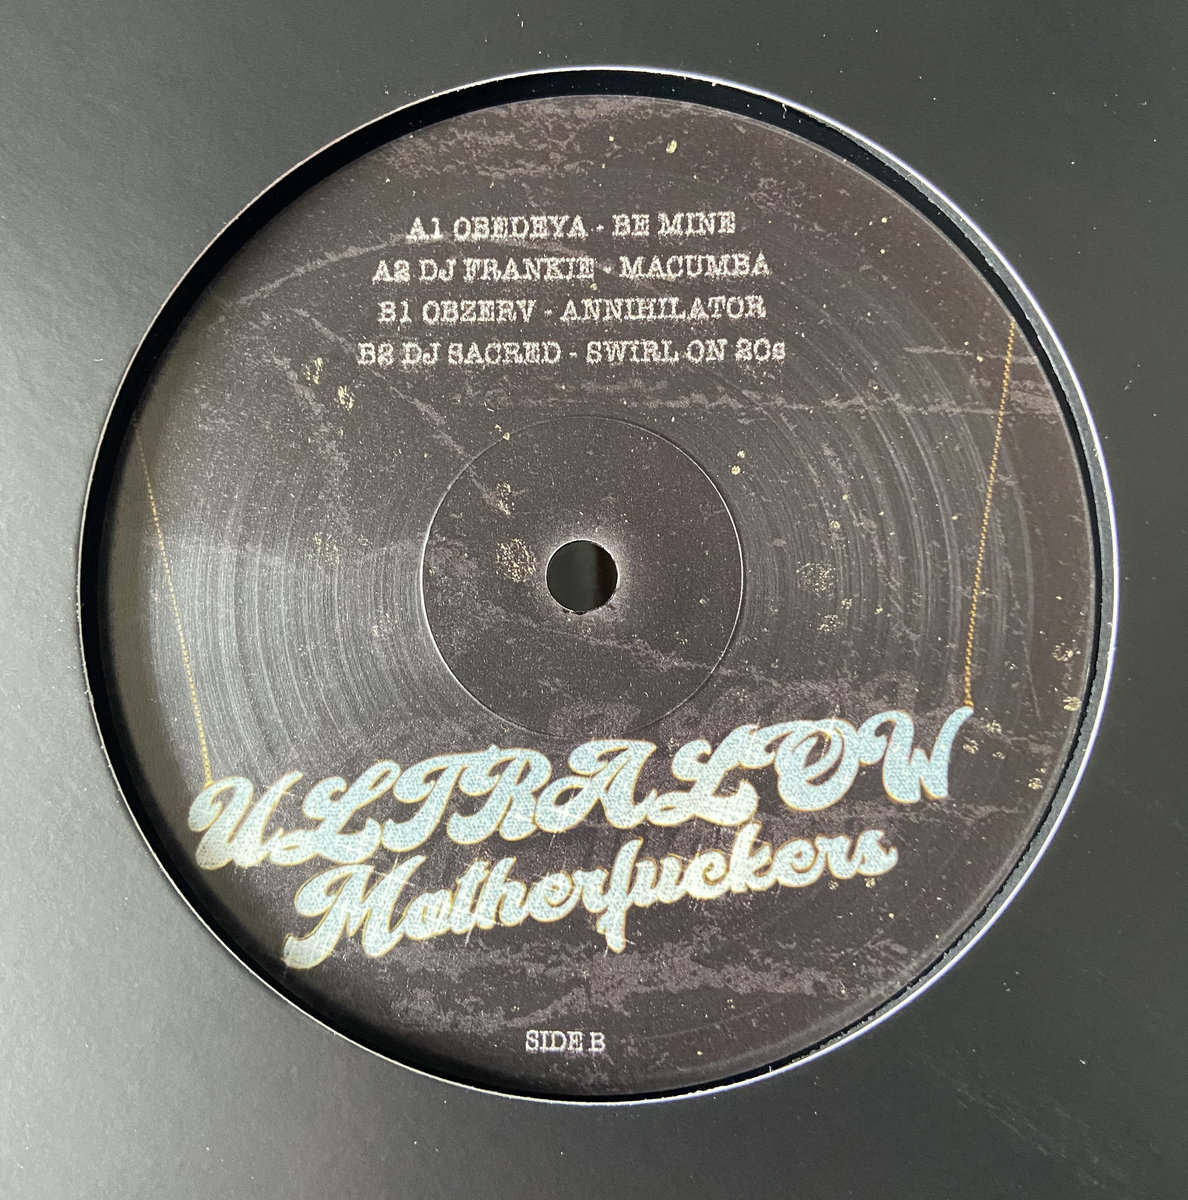 A1 OBEDEYA - BE MINE
A2 DJ FRANKIE - MACUMBA
B1 OBZERV - ANNIHILATOR
B2 DJ SACRED - SWIRL ON 20s
ULTRALOW
Motherfuckers
SIDE B